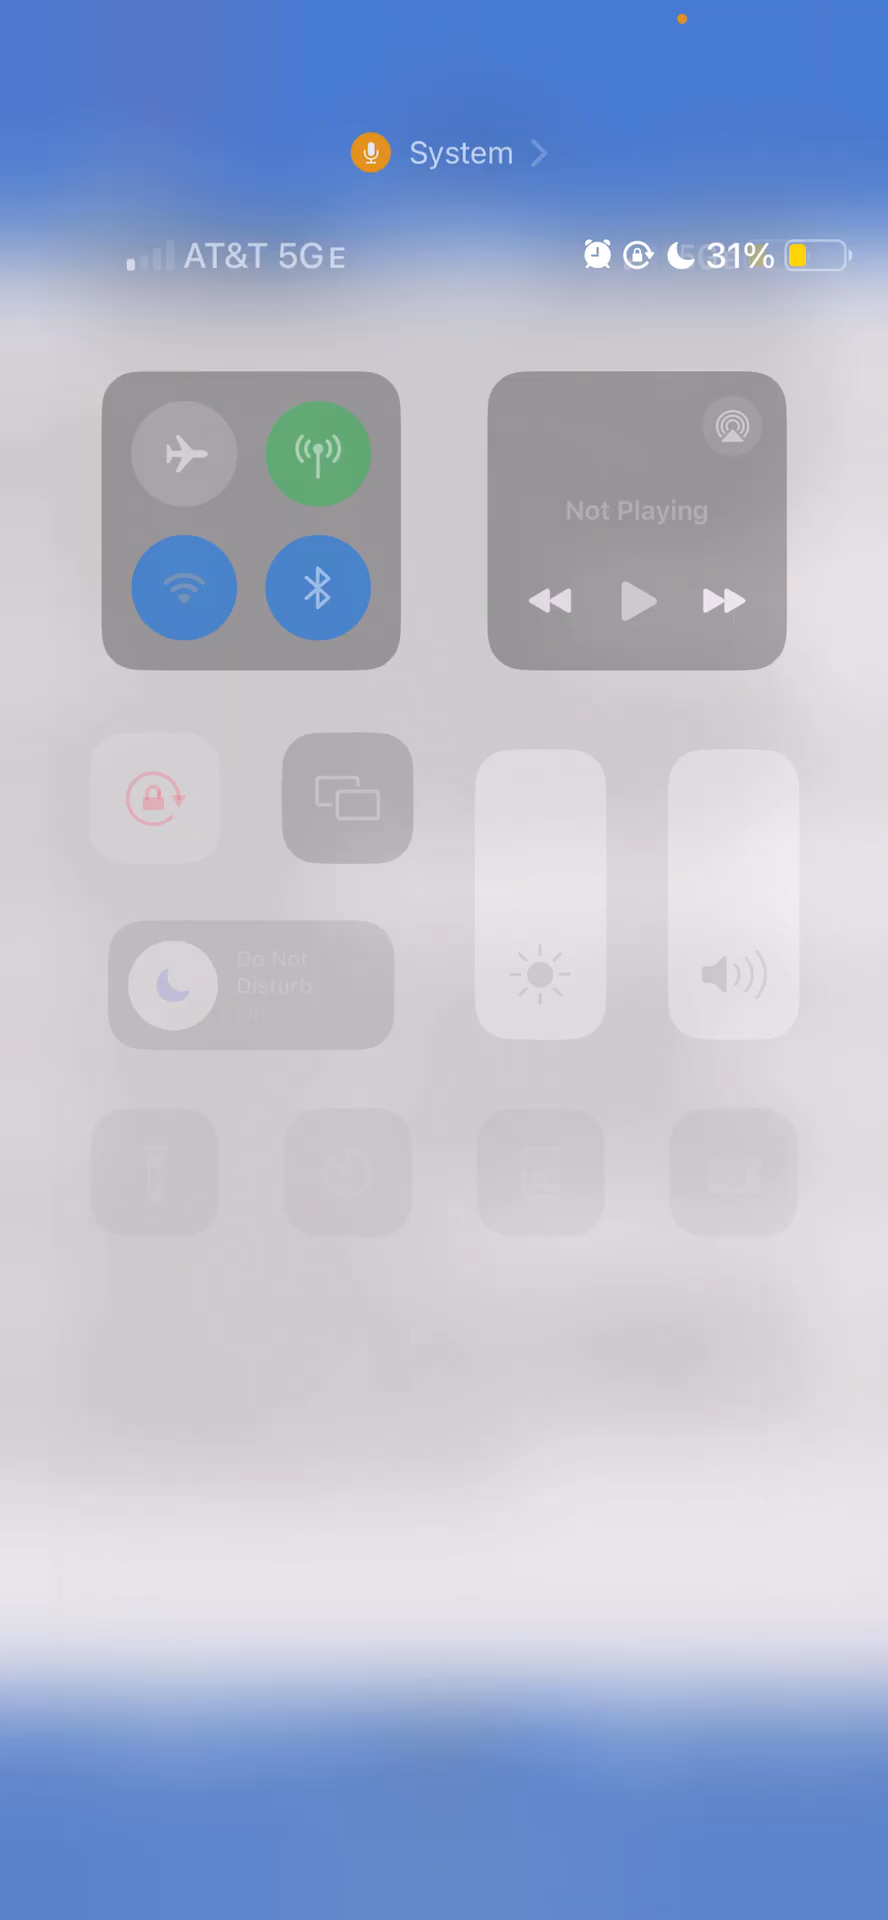 System
AT&T 5GE 31%
Not Playing
Do Not
Disturb